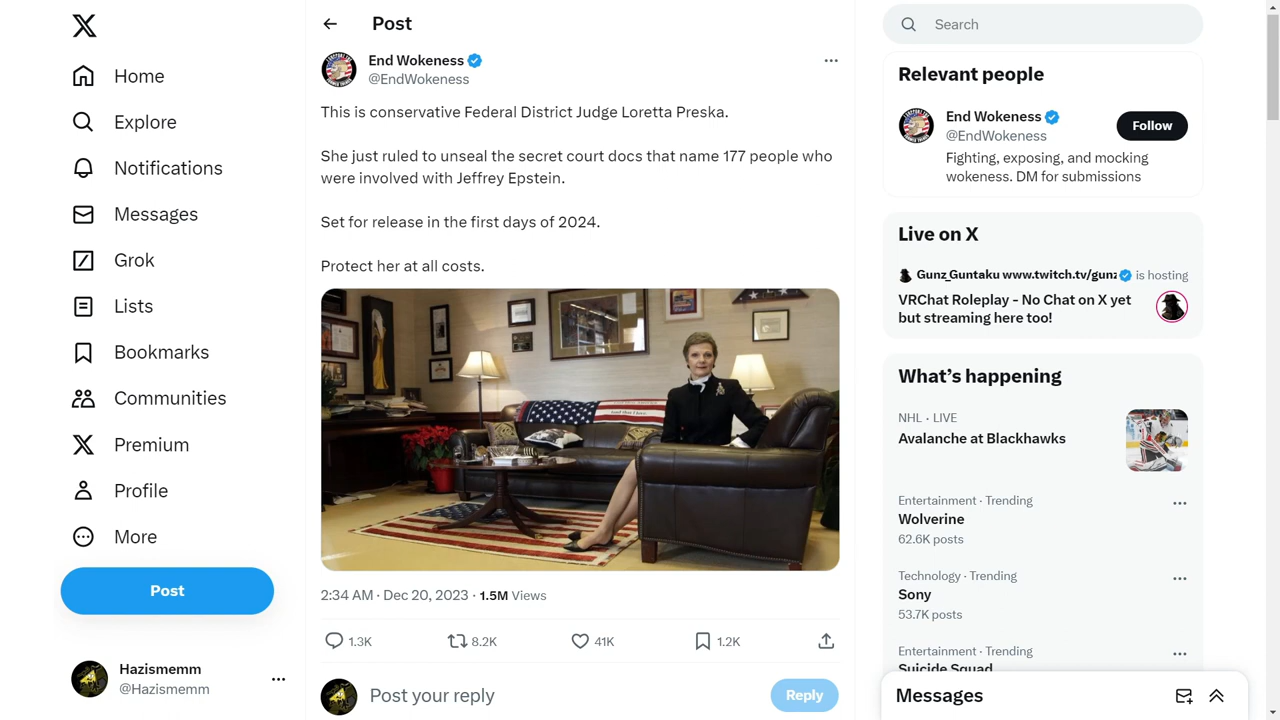 Home
Explore
Notifications
Messages
Grok
Lists
Bookmarks
Communities
Premium
Profile
More
Post
Hazismemm
@Hazismemm
Post
End Wokeness
@EndWokeness
This is conservative Federal District Judge Loretta Preska.
She just ruled to unseal the secret court docs that name 177 people who
were involved with Jeffrey Epstein.
Set for release in the first days of 2024.
Protect her at all costs.
2:34 AM · Dec 20, 2023 · 1.5M Views
1.3K
8.2K
41K
1.2K
Post your reply
Reply
Search
Relevant people
End Wokeness
@EndWokeness
Follow
Fighting, exposing, and mocking
wokeness. DM for submissions
Live on X
Gunz_Guntaku www.twitch.tv/gunz is hosting
VRChat Roleplay - No Chat on X yet
but streaming here too!
What's happening
NHL · LIVE
Avalanche at Blackhawks
Entertainment · Trending
Wolverine
62.6K posts
Technology · Trending
Sony
53.7K posts
Entertainment · Trending
Suicide Squad
Messages